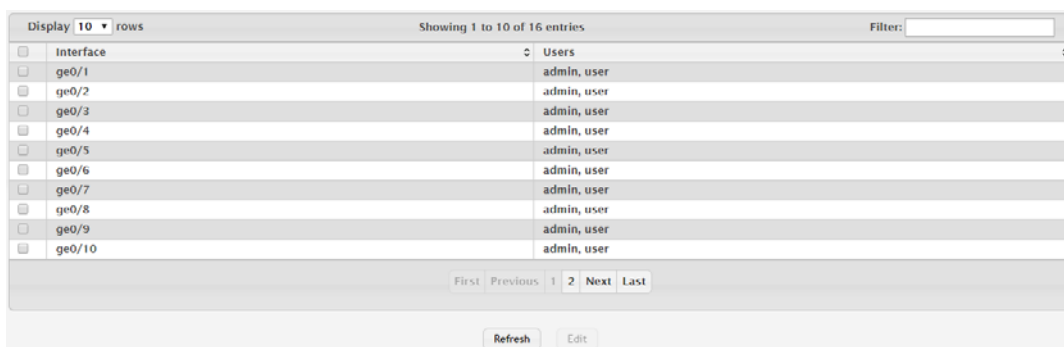 Display 10 rows Showing 1 to 10 of 16 entries Filter:
Interface Users
ge0/1 admin, user
ge0/2 admin, user
ge0/3 admin, user
ge0/4 admin, user
ge0/5 admin, user
ge0/6 admin, user
ge0/7 admin, user
ge0/8 admin, user
ge0/9 admin, user
ge0/10 admin, user
First Previous 1 2 Next Last
Refresh Edit